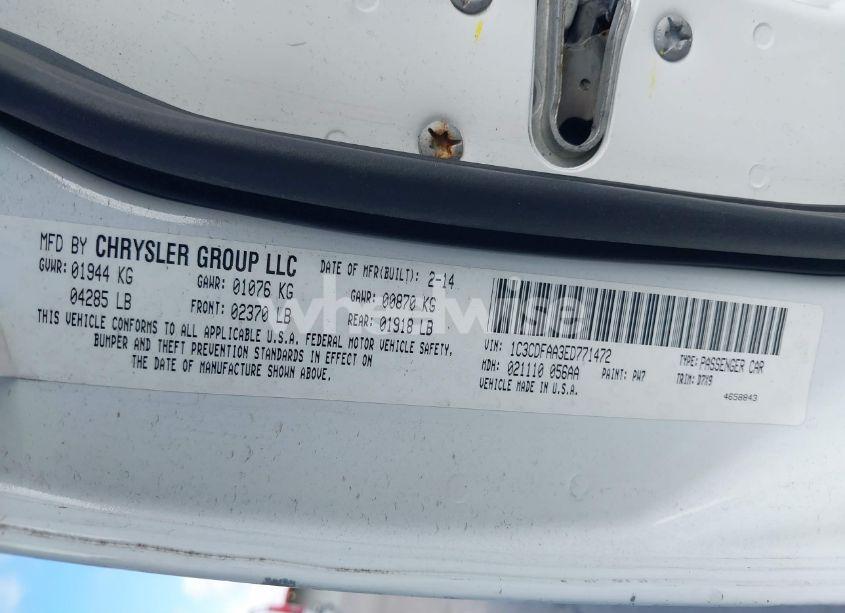 MFD BY CHRYSLER GROUP LLC
DATE OF MFR(BUILT): 2-14
GVWR: 01944 KG
04285 LB
GAWR: 01076 KG
FRONT: 02370 LB
GAWR: 00870 KG
REAR: 01918 LB
THIS VEHICLE CONFORMS TO ALL APPLICABLE U.S.A. FEDERAL MOTOR VEHICLE SAFETY,
BUMPER AND THEFT PREVENTION STANDARDS IN EFFECT ON
THE DATE OF MANUFACTURE SHOWN ABOVE.
VIN: 1C3CDFAA3ED771472
TYPE: PASSENGER CAR
MDH: 021110 056AA
PAINT: PW7
TRIM: D7X9
VEHICLE MADE IN U.S.A.
4658843
wheelwise